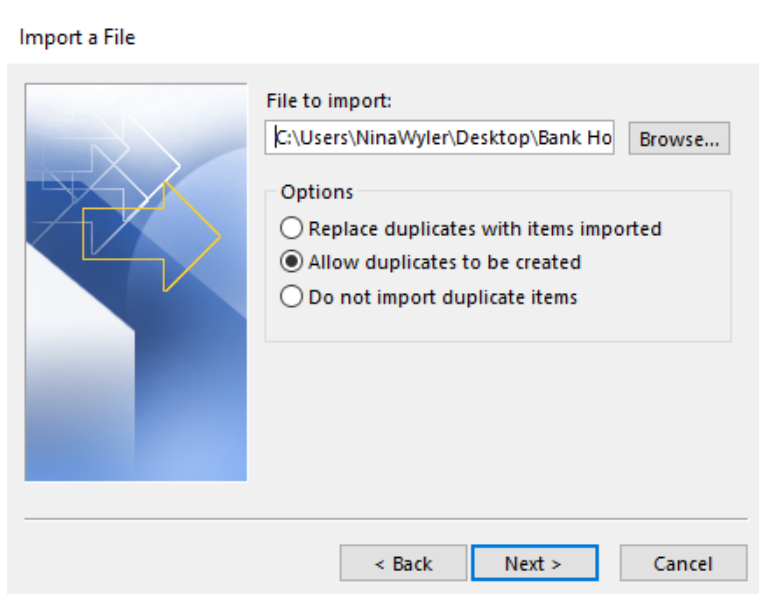 Import a File
File to import:
C:\Users\NinaWyler\Desktop\Bank Ho
Browse...
Options
Replace duplicates with items imported
Allow duplicates to be created
Do not import duplicate items
< Back
Next >
Cancel